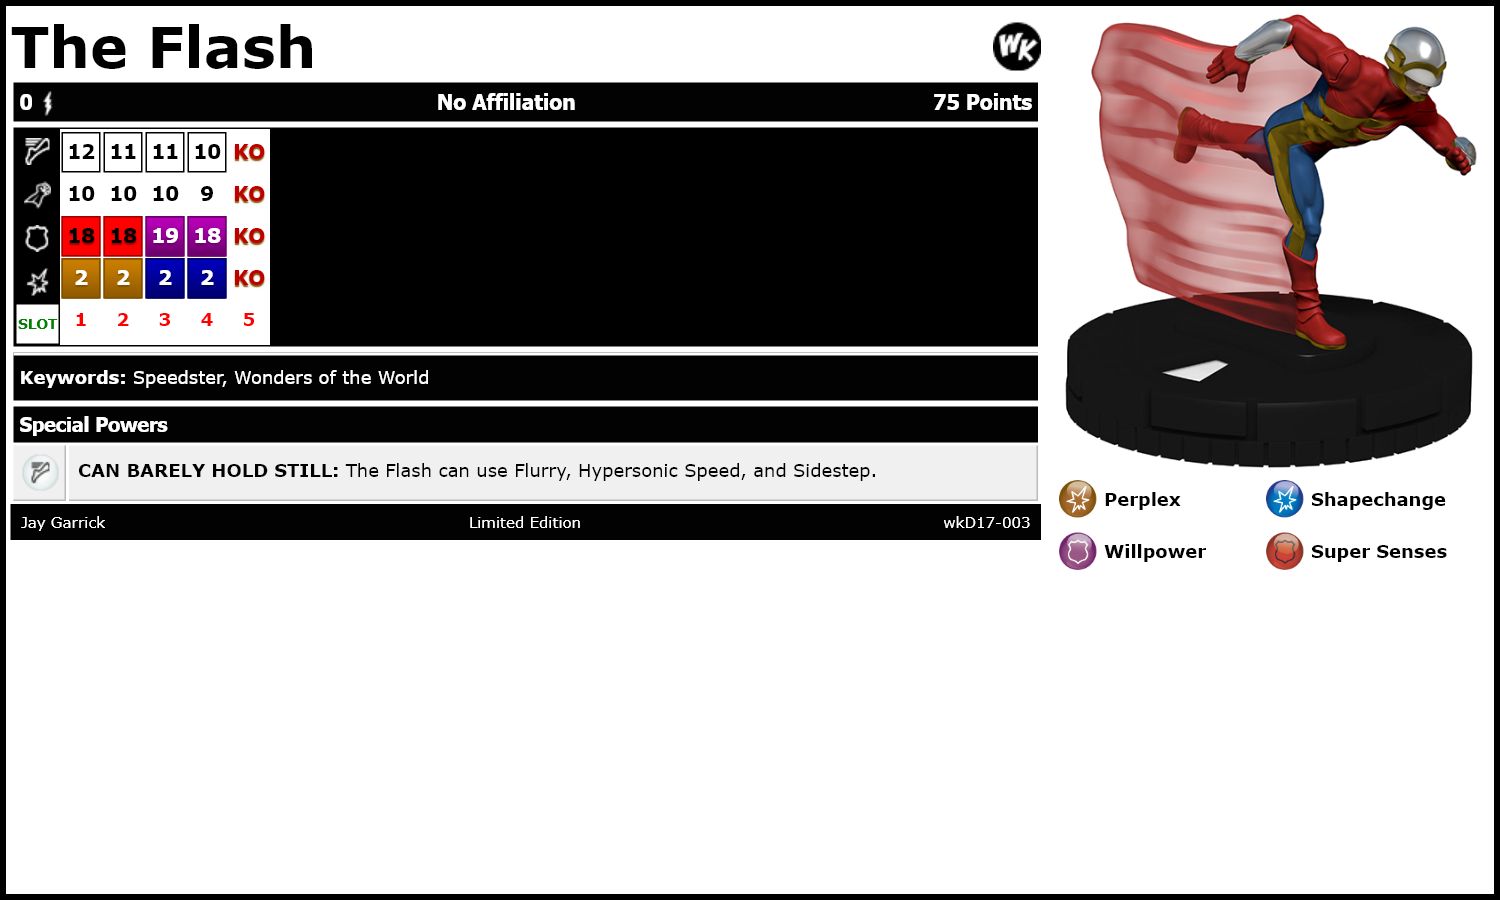 The Flash
WK
0 No Affiliation 75 Points
12 11 11 10 KO
10 10 10 9 KO
18 18 19 18 KO
2 2 2 2 KO
SLOT 1 2 3 4 5
Keywords: Speedster, Wonders of the World
Special Powers
CAN BARELY HOLD STILL: The Flash can use Flurry, Hypersonic Speed, and Sidestep.
Jay Garrick Limited Edition wkD17-003
Perplex Shapechange
Willpower Super Senses